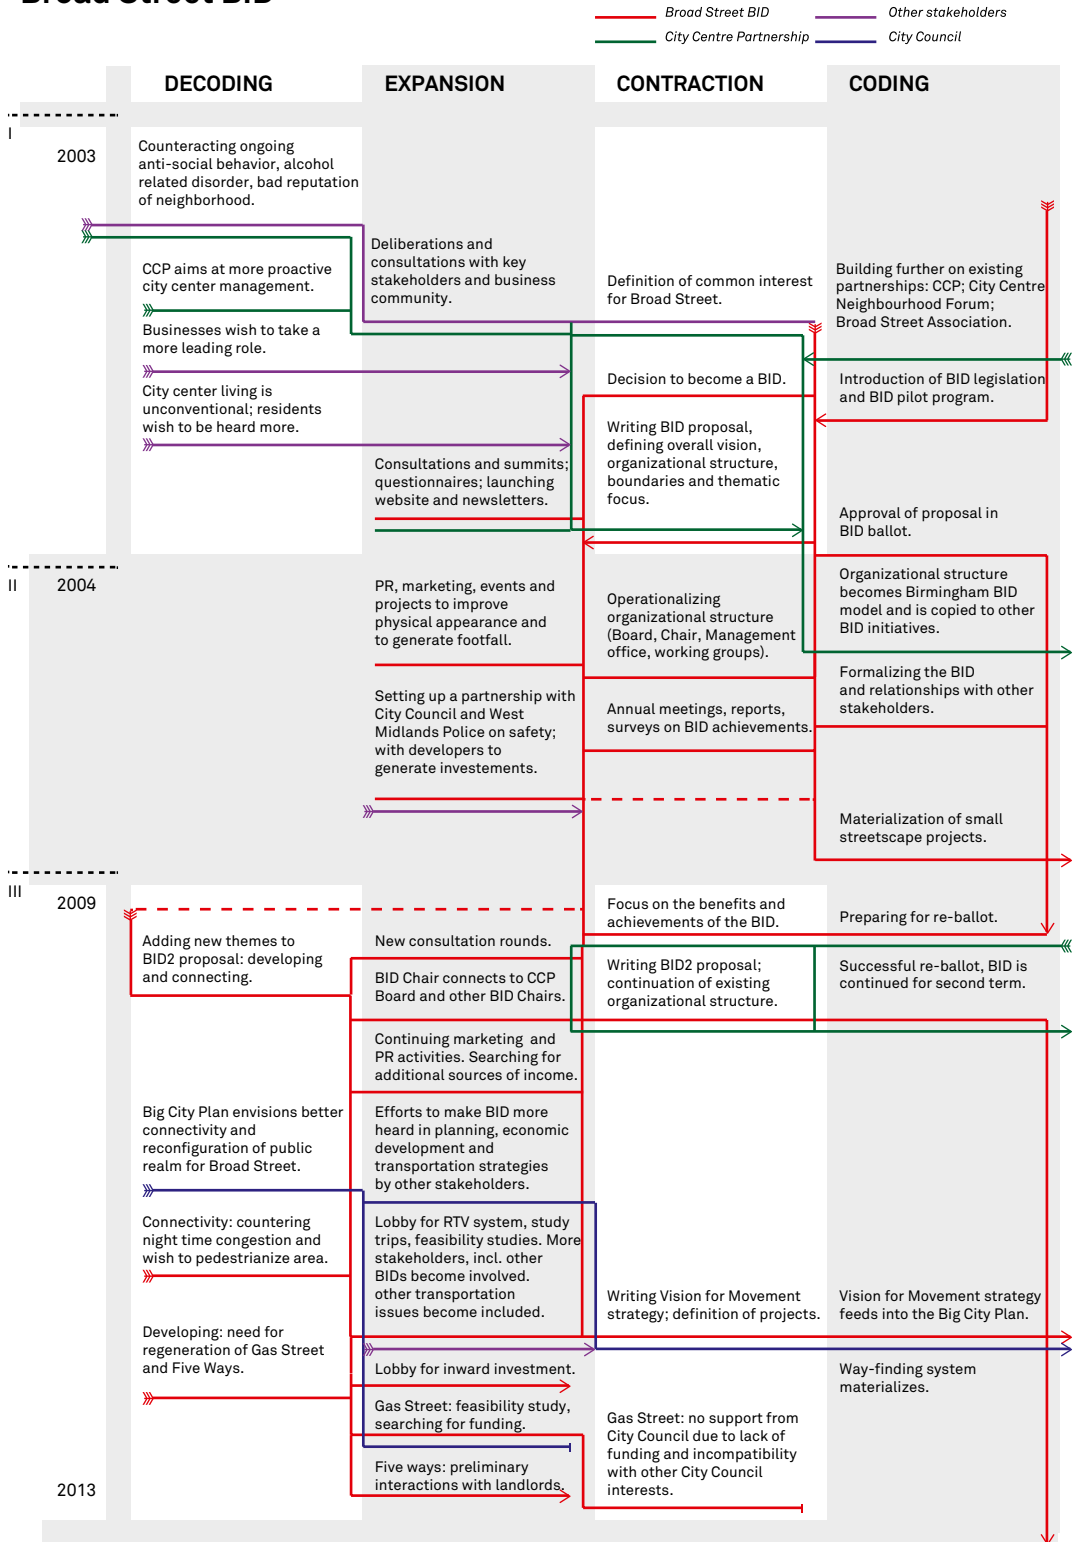 Broad Street BID
Broad Street BID
Other stakeholders
City Centre Partnership
City Council
DECODING
EXPANSION
CONTRACTION
CODING
I
2003
Counteracting ongoing
anti-social behavior, alcohol
related disorder, bad reputation
of neighborhood.
CCP aims at more proactive
city center management.
Businesses wish to take a
more leading role.
City center living is
unconventional; residents
wish to be heard more.
Deliberations and
consultations with key
stakeholders and business
community.
Consultations and summits;
questionnaires; launching
website and newsletters.
Definition of common interest
for Broad Street.
Decision to become a BID.
Writing BID proposal,
defining overall vision,
organizational structure,
boundaries and thematic
focus.
Building further on existing
partnerships: CCP; City Centre
Neighbourhood Forum;
Broad Street Association.
Introduction of BID legislation
and BID pilot program.
Approval of proposal in
BID ballot.
II
2004
PR, marketing, events and
projects to improve
physical appearance and
to generate footfall.
Setting up a partnership with
City Council and West
Midlands Police on safety;
with developers to
generate investements.
Operationalizing
organizational structure
(Board, Chair, Management
office, working groups).
Annual meetings, reports,
surveys on BID achievements.
Organizational structure
becomes Birmingham BID
model and is copied to other
BID initiatives.
Formalizing the BID
and relationships with other
stakeholders.
Materialization of small
streetscape projects.
III
2009
Adding new themes to
BID2 proposal: developing
and connecting.
Big City Plan envisions better
connectivity and
reconfiguration of public
realm for Broad Street.
Connectivity: countering
night time congestion and
wish to pedestrianize area.
Developing: need for
regeneration of Gas Street
and Five Ways.
New consultation rounds.
BID Chair connects to CCP
Board and other BID Chairs.
Continuing marketing and
PR activities. Searching for
additional sources of income.
Efforts to make BID more
heard in planning, economic
development and
transportation strategies
by other stakeholders.
Lobby for RTV system, study
trips, feasibility studies. More
stakeholders, incl. other
BIDs become involved.
other transportation
issues become included.
Lobby for inward investment.
Gas Street: feasibility study,
searching for funding.
Five ways: preliminary
interactions with landlords.
Focus on the benefits and
achievements of the BID.
Writing BID2 proposal;
continuation of existing
organizational structure.
Writing Vision for Movement
strategy; definition of projects.
Gas Street: no support from
City Council due to lack of
funding and incompatibility
with other City Council
interests.
Preparing for re-ballot.
Successful re-ballot, BID is
continued for second term.
Vision for Movement strategy
feeds into the Big City Plan.
Way-finding system
materializes.
2013